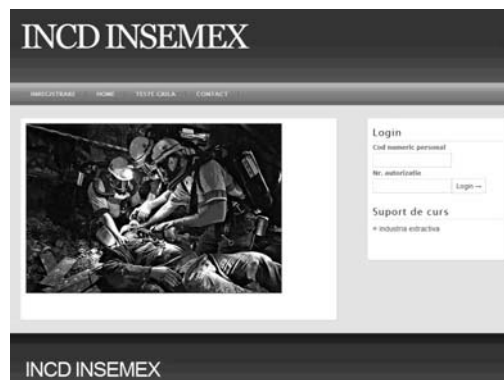 INCD INSEMEX
INREGISTRARE HOME TESTE GRILA CONTACT
Login
Cod numeric personal
Nr. autorizatie
Login →
Suport de curs
» Industria extractiva
INCD INSEMEX